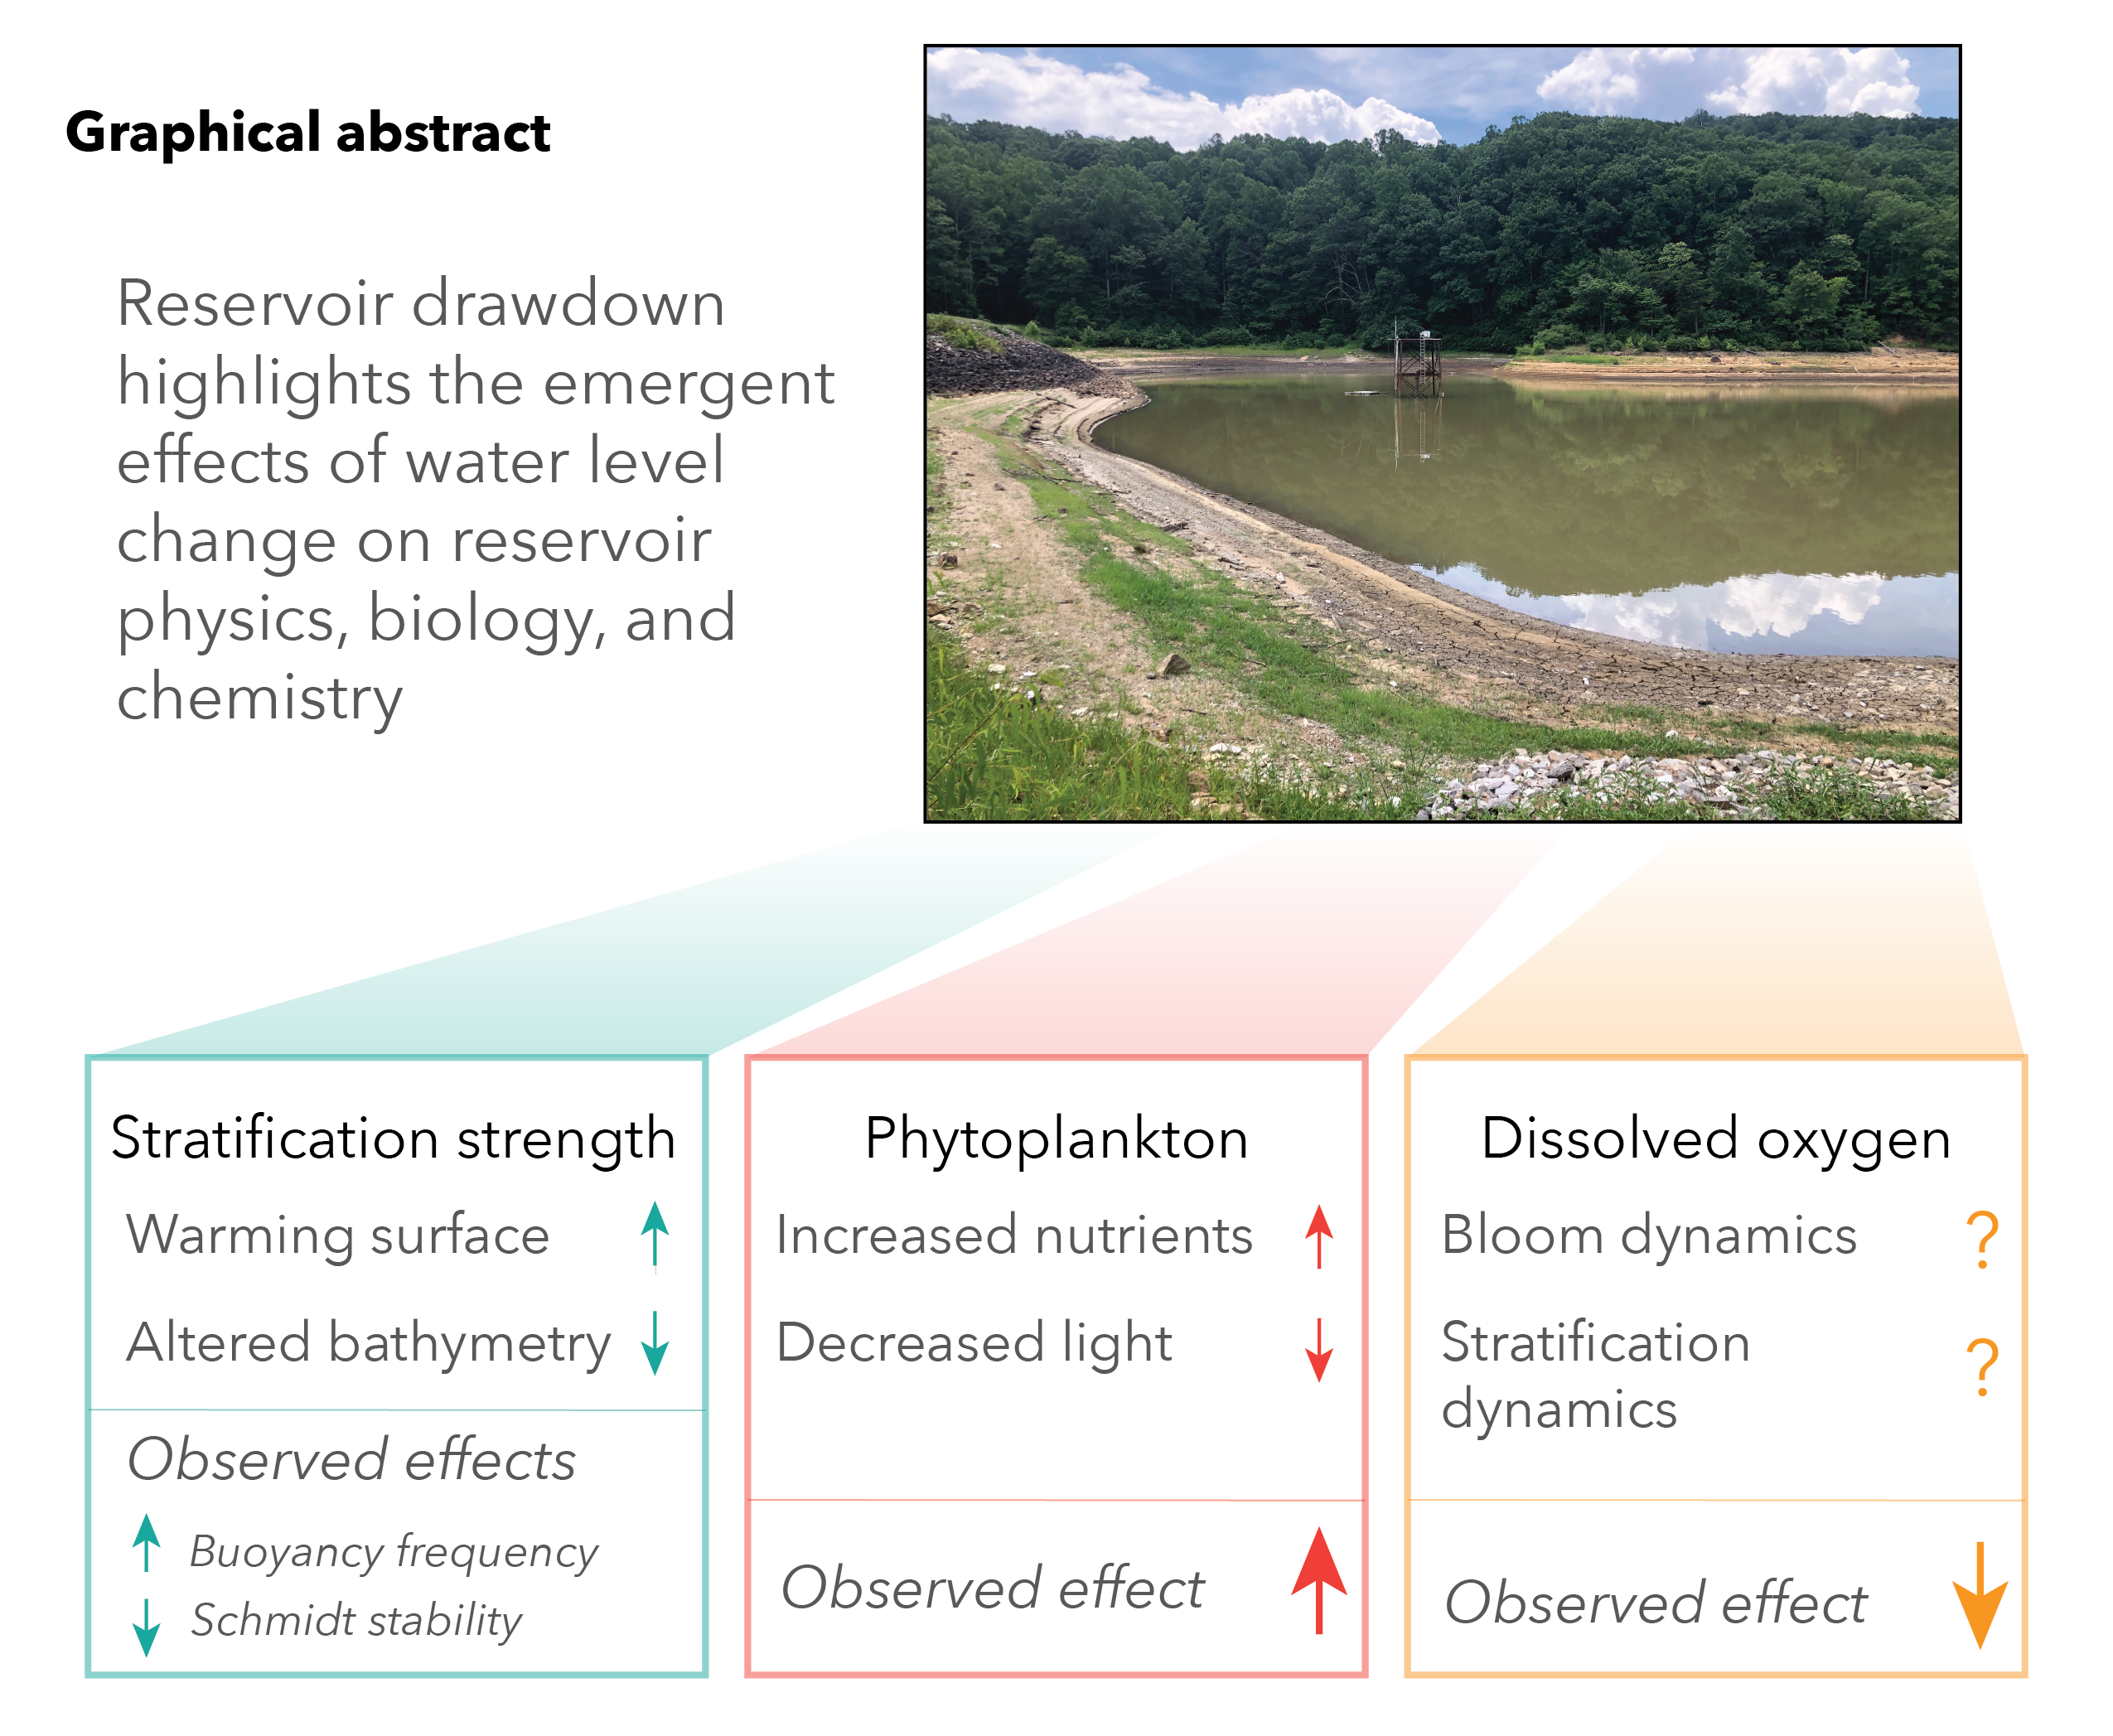 Graphical abstract
Reservoir drawdown
highlights the emergent
effects of water level
change on reservoir
physics, biology, and
chemistry
Stratification strength
Warming surface
Altered bathymetry
Observed effects
Buoyancy frequency
Schmidt stability
Phytoplankton
Increased nutrients
Decreased light
Observed effect
Dissolved oxygen
Bloom dynamics ?
Stratification
dynamics ?
Observed effect